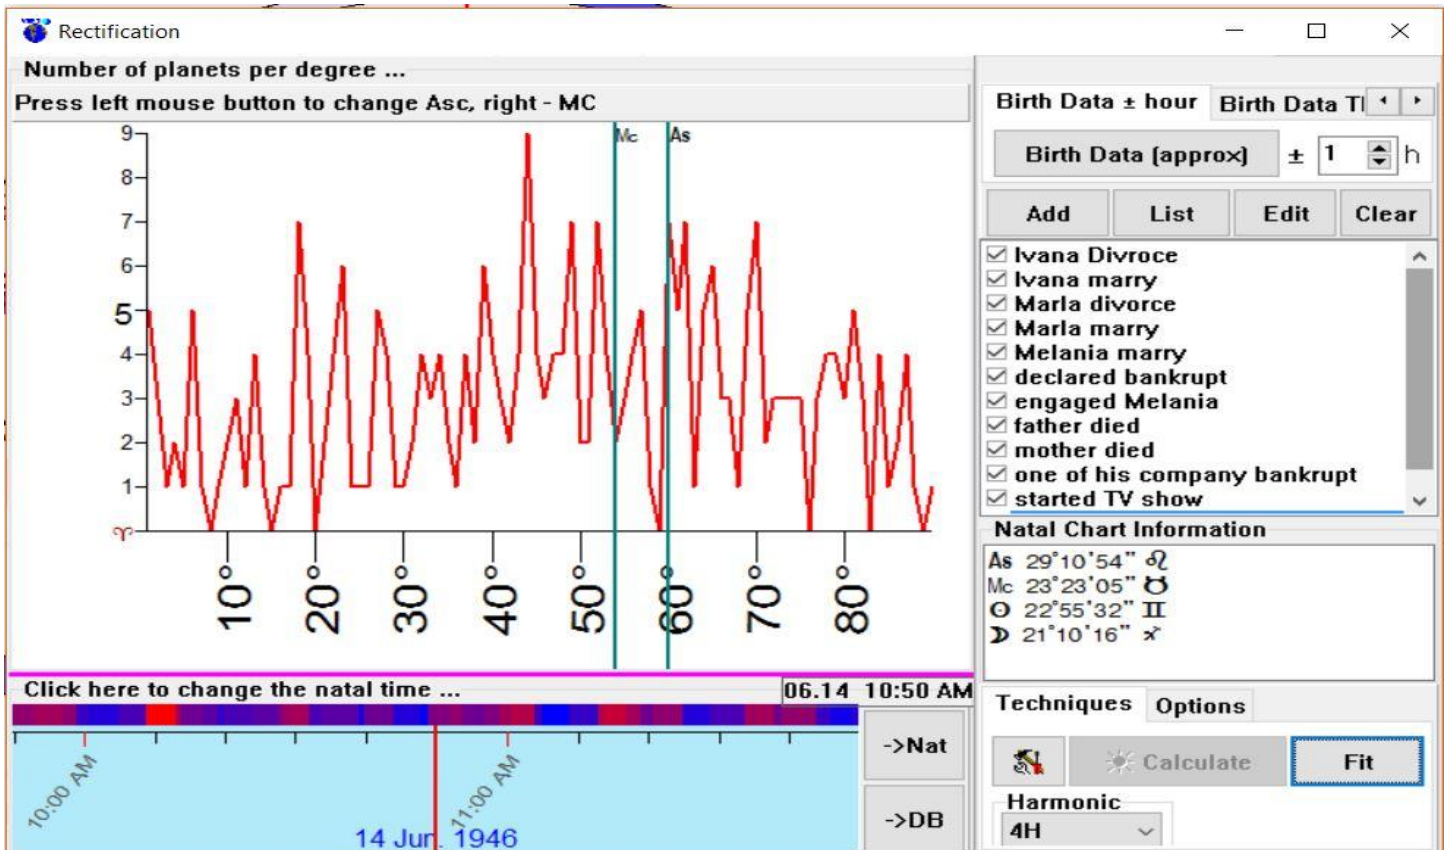 Rectification
Number of planets per degree ...
Press left mouse button to change Asc, right - MC
9
8
7
6
5
4
3
2
1
♈
Mc
As
10°
20°
30°
40°
50°
60°
70°
80°
Click here to change the natal time ...
06.14 10:50 AM
10:00 AM
11:00 AM
14 Jun. 1946
->Nat
->DB
Birth Data ± hour
Birth Data T
Birth Data (approx) ± 1 h
Add List Edit Clear
Ivana Divroce
Ivana marry
Marla divorce
Marla marry
Melania marry
declared bankrupt
engaged Melania
father died
mother died
one of his company bankrupt
started TV show
Natal Chart Information
As 29°10'54" ♌
Mc 23°23'05" ♉
☉ 22°55'32" ♊
☽ 21°10'16" ♐
Techniques Options
Calculate Fit
Harmonic
4H